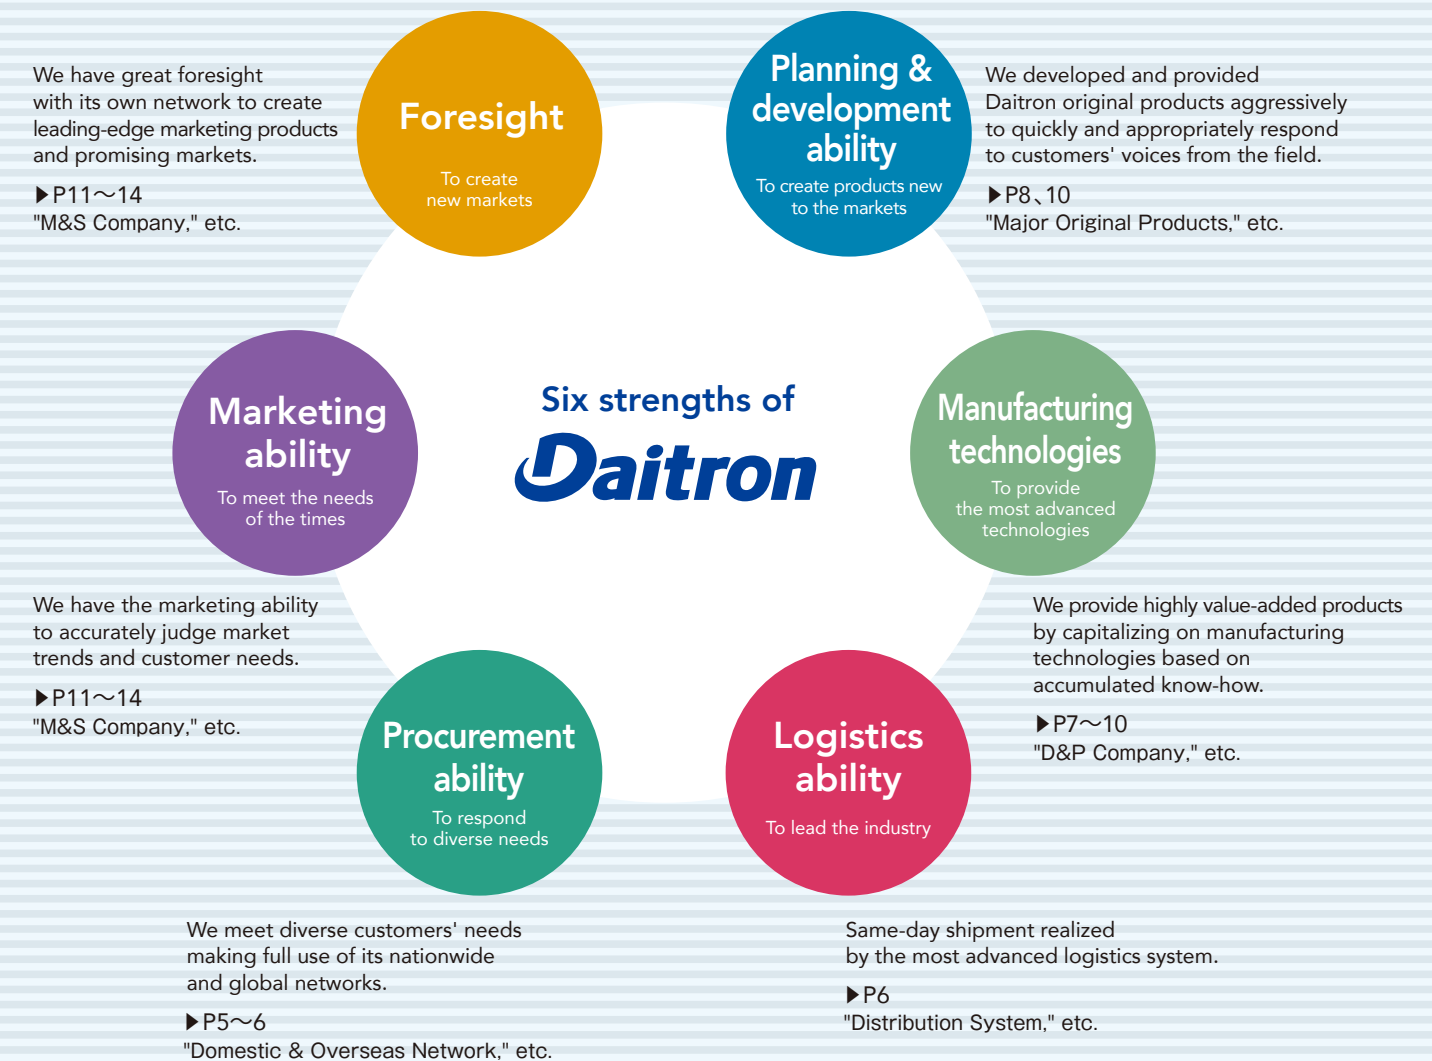 We have great foresight
with its own network to create
leading-edge marketing products
and promising markets.
▶P11～14
"M&S Company," etc.
Foresight
To create
new markets
Planning &
development
ability
To create products new
to the markets
We developed and provided
Daitron original products aggressively
to quickly and appropriately respond
to customers' voices from the field.
▶P8、10
"Major Original Products," etc.
Marketing
ability
To meet the needs
of the times
Six strengths of
Daitron
Manufacturing
technologies
To provide
the most advanced
technologies
We have the marketing ability
to accurately judge market
trends and customer needs.
▶P11～14
"M&S Company," etc.
We provide highly value-added products
by capitalizing on manufacturing
technologies based on
accumulated know-how.
▶P7～10
"D&P Company," etc.
Procurement
ability
To respond
to diverse needs
Logistics
ability
To lead the industry
We meet diverse customers' needs
making full use of its nationwide
and global networks.
▶P5～6
"Domestic & Overseas Network," etc.
Same-day shipment realized
by the most advanced logistics system.
▶P6
"Distribution System," etc.